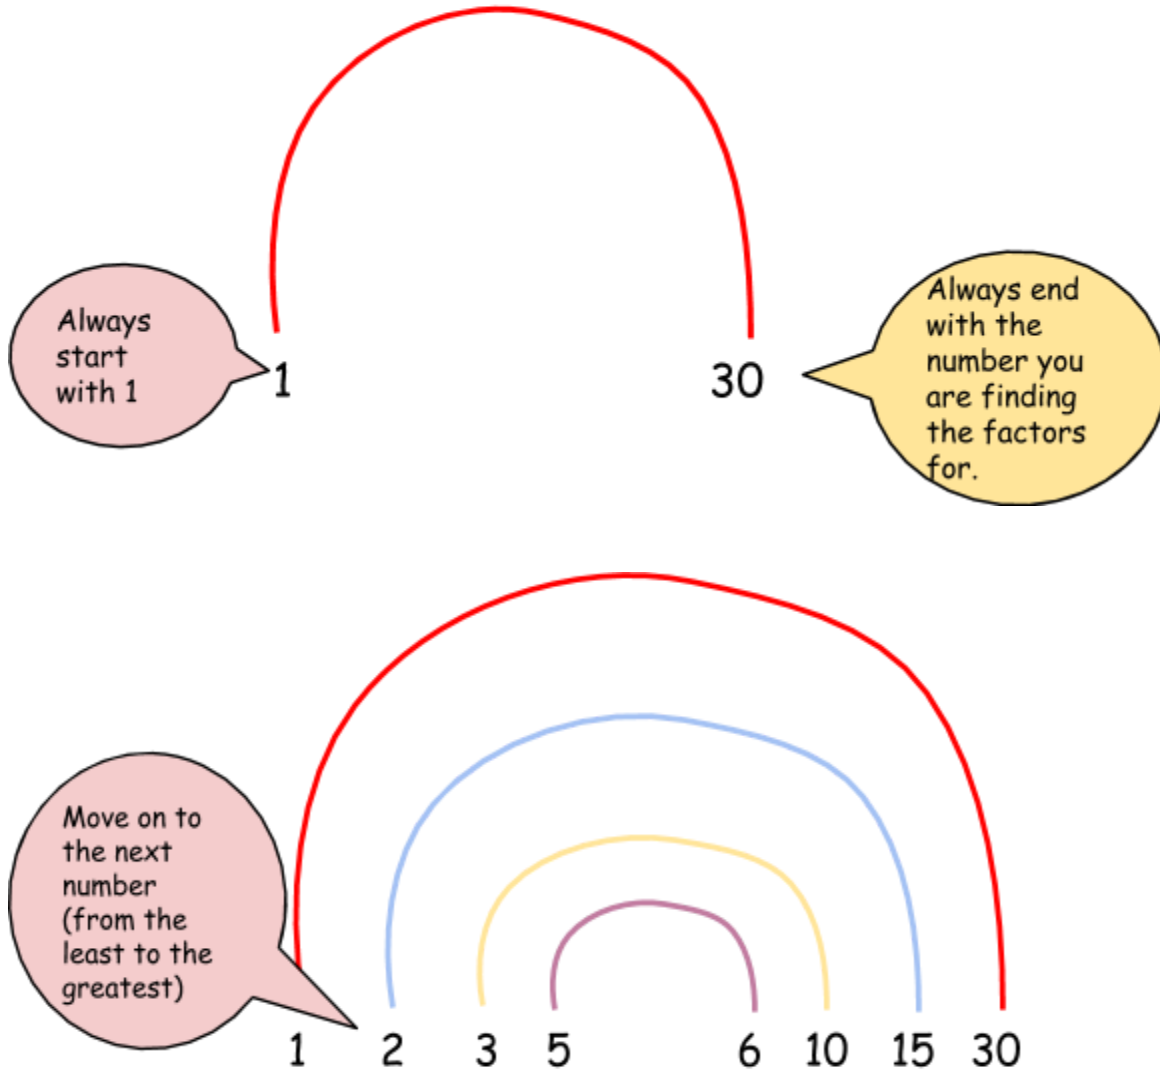 Always
start
with 1
1
30
Always end
with the
number you
are finding
the factors
for.
Move on to
the next
number
(from the
least to the
greatest)
1 2 3 5 6 10 15 30